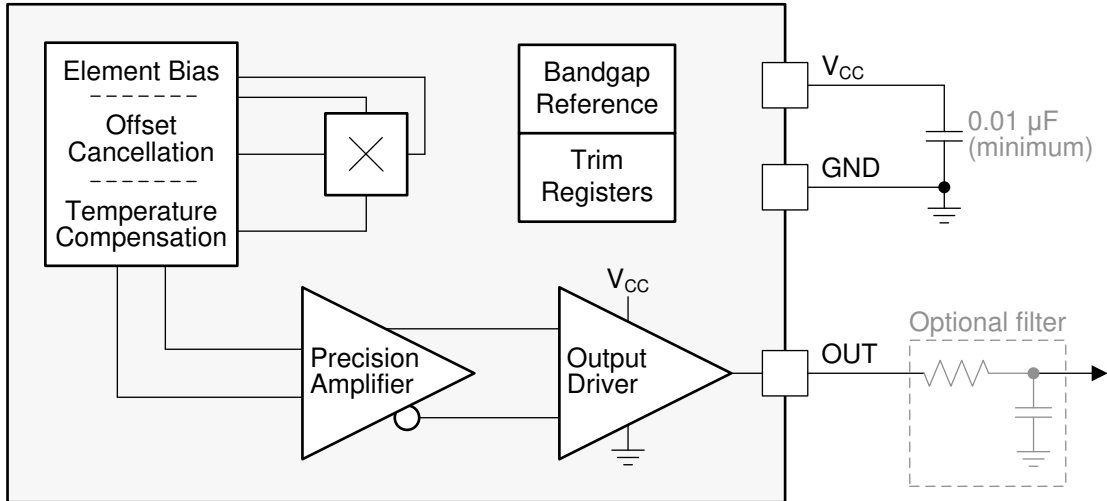 Element Bias
Offset
Cancellation
Temperature
Compensation
Bandgap
Reference
Trim
Registers
VCC
0.01 µF
(minimum)
GND
VCC
Precision
Amplifier
Output
Driver
OUT
Optional filter